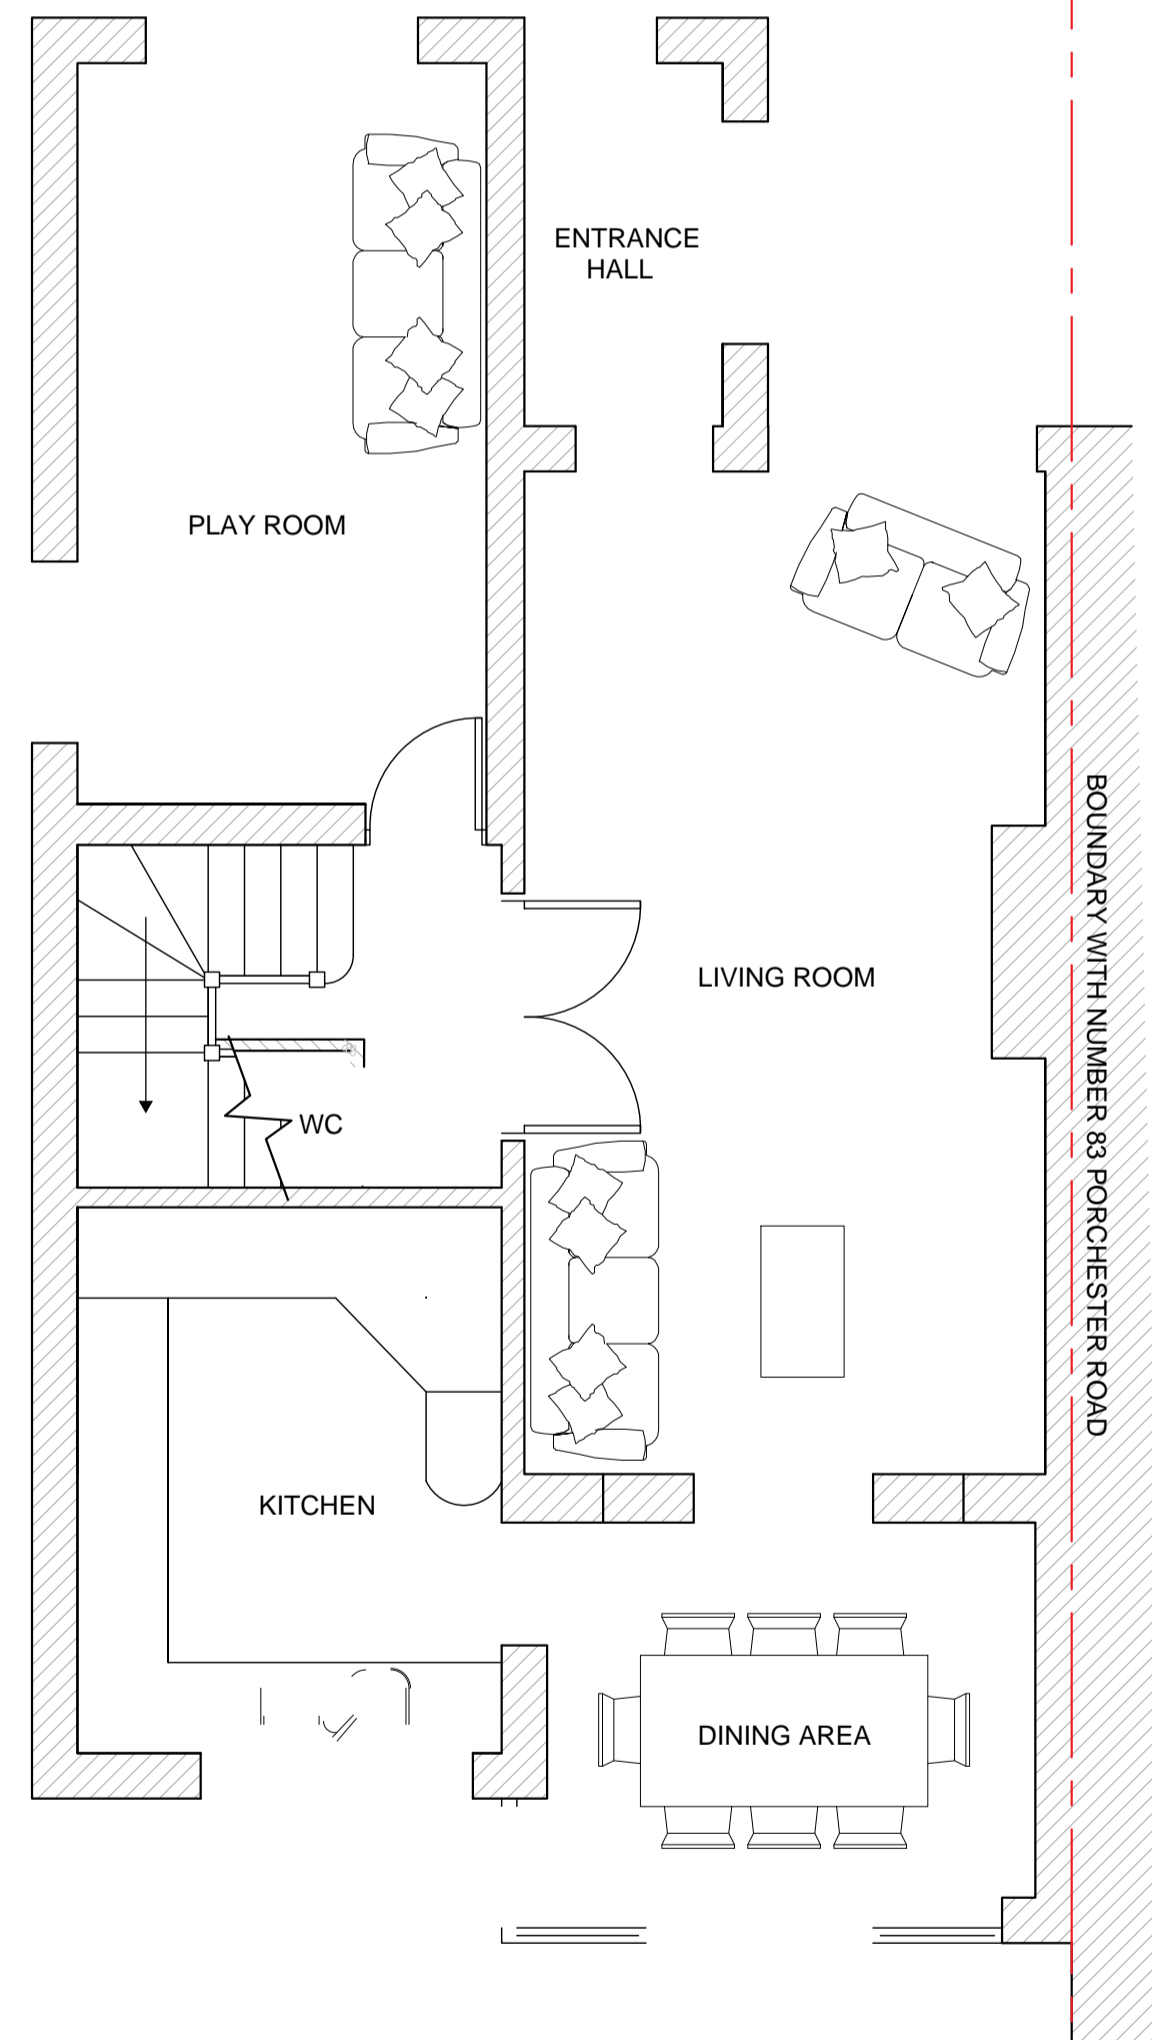 ENTRANCE
HALL
PLAY ROOM
LIVING ROOM
BOUNDARY WITH NUMBER 83 PORCHESTER ROAD
WC
KITCHEN
DINING AREA